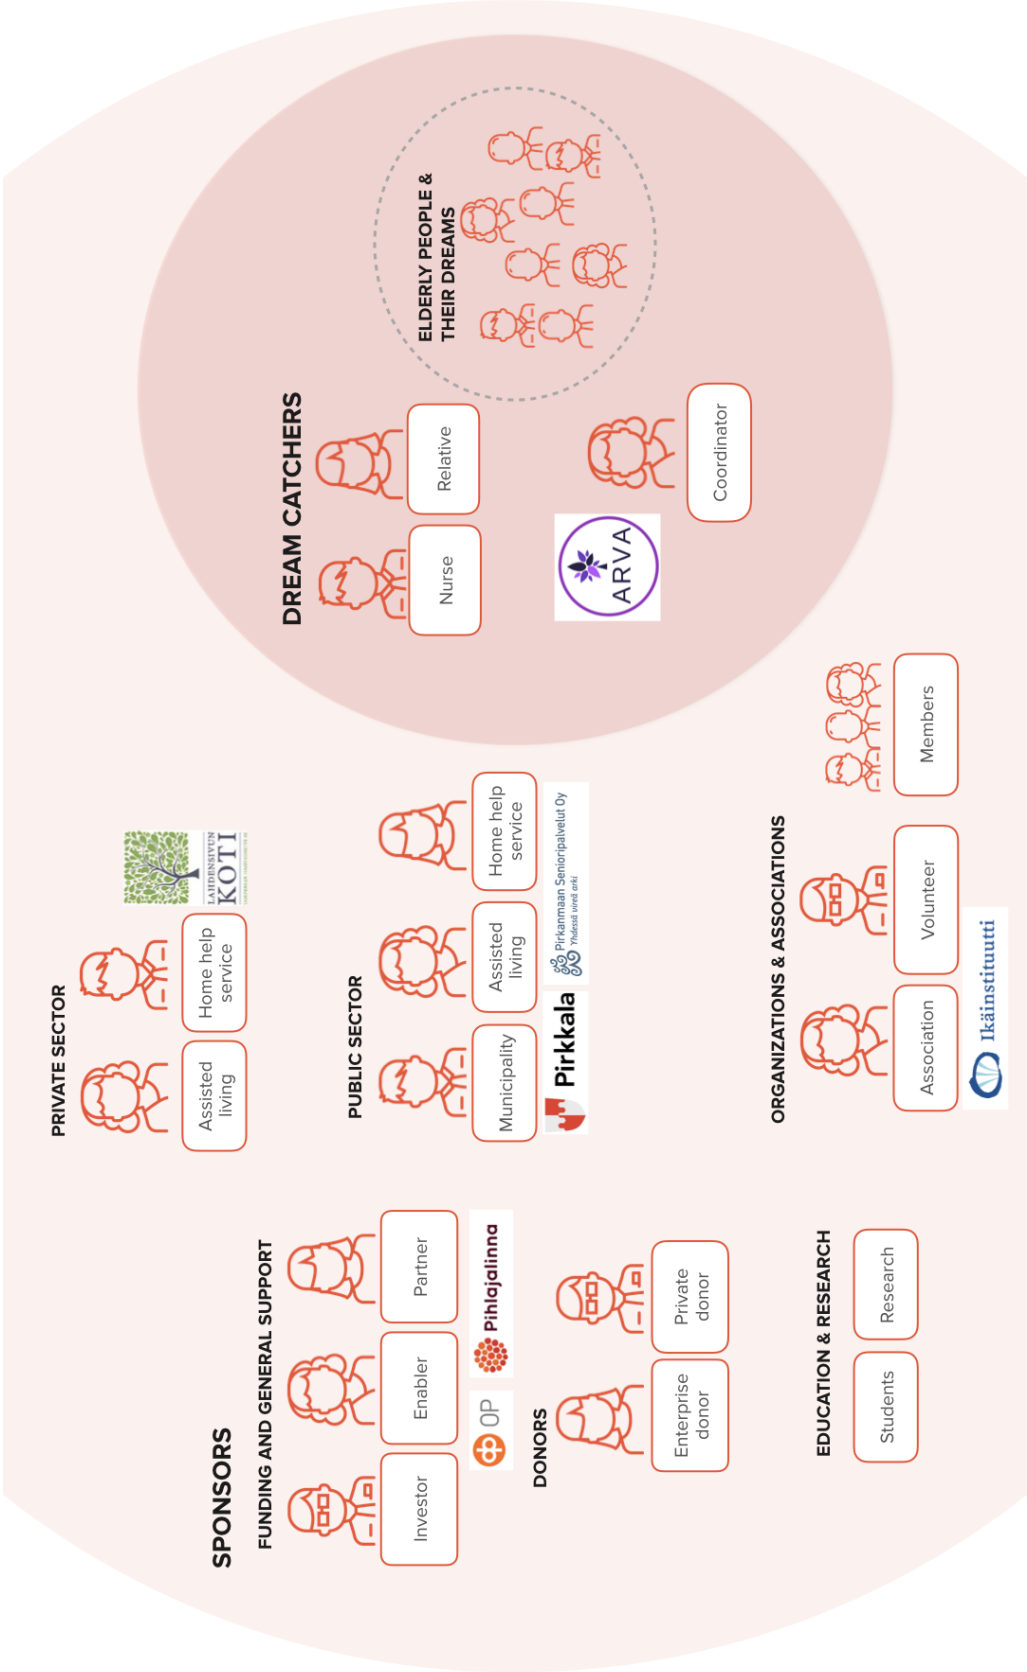 SPONSORS
FUNDING AND GENERAL SUPPORT
Investor
Enabler
Partner
OP
Pihlajalinna
DONORS
Enterprise
donor
Private
donor
EDUCATION & RESEARCH
Students
Research
PRIVATE SECTOR
Assisted
living
Home help
service
LAHDENSIVUN
KOTI
PUBLIC SECTOR
Municipality
Assisted
living
Home help
service
Pirkkala
Pirkanmaan Senioripalvelut Oy
Yhdessä vireä arki
ORGANIZATIONS & ASSOCIATIONS
Association
Volunteer
Members
Ikäinstituutti
DREAM CATCHERS
Nurse
Relative
ARVA
Coordinator
ELDERLY PEOPLE &
THEIR DREAMS